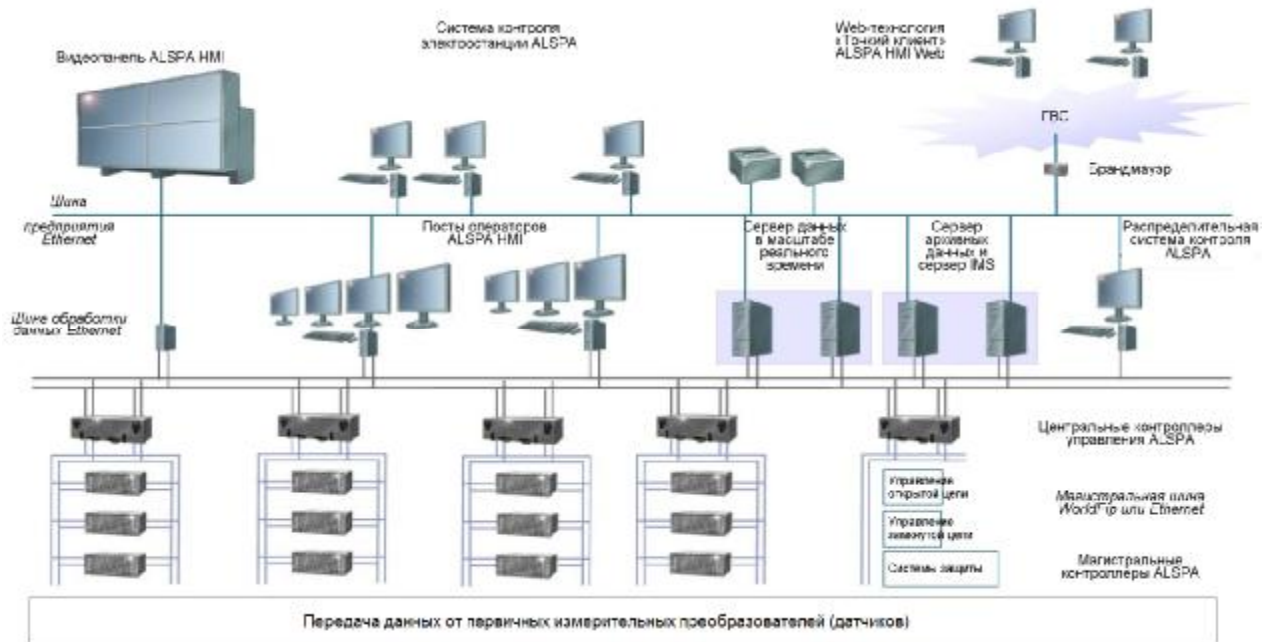 Система контроля
электростанции ALSPA
Web-технология
«Тонкий клиент»
ALSPA HMI Web
Видеопанель ALSPA HMI
ГВС
Брандмауэр
Шина
предприятия
Ethernet
Посты операторов
ALSPA HMI
Сервер данных
в масштабе
реального
времени
Сервер
архивных
данных и
сервер IMS
Распределительная
система контроля
ALSPA
Шина обработки
данных Ethernet
Центральные контроллеры
управления ALSPA
Управление
открытой цепи
Магистральная шина
WorldFip или Ethernet
Управление
замкнутой цепи
Системы защиты
Магистральные
контроллеры ALSPA
Передача данных от первичных измерительных преобразователей (датчиков)